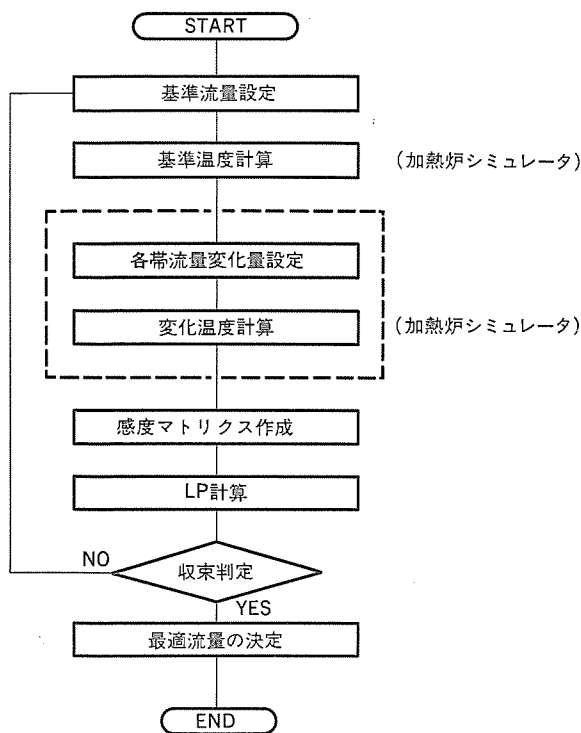 START
基準流量設定
基準温度計算
(加熱炉シミュレータ)
各帯流量変化量設定
変化温度計算
(加熱炉シミュレータ)
感度マトリクス作成
LP計算
NO
収束判定
YES
最適流量の決定
END